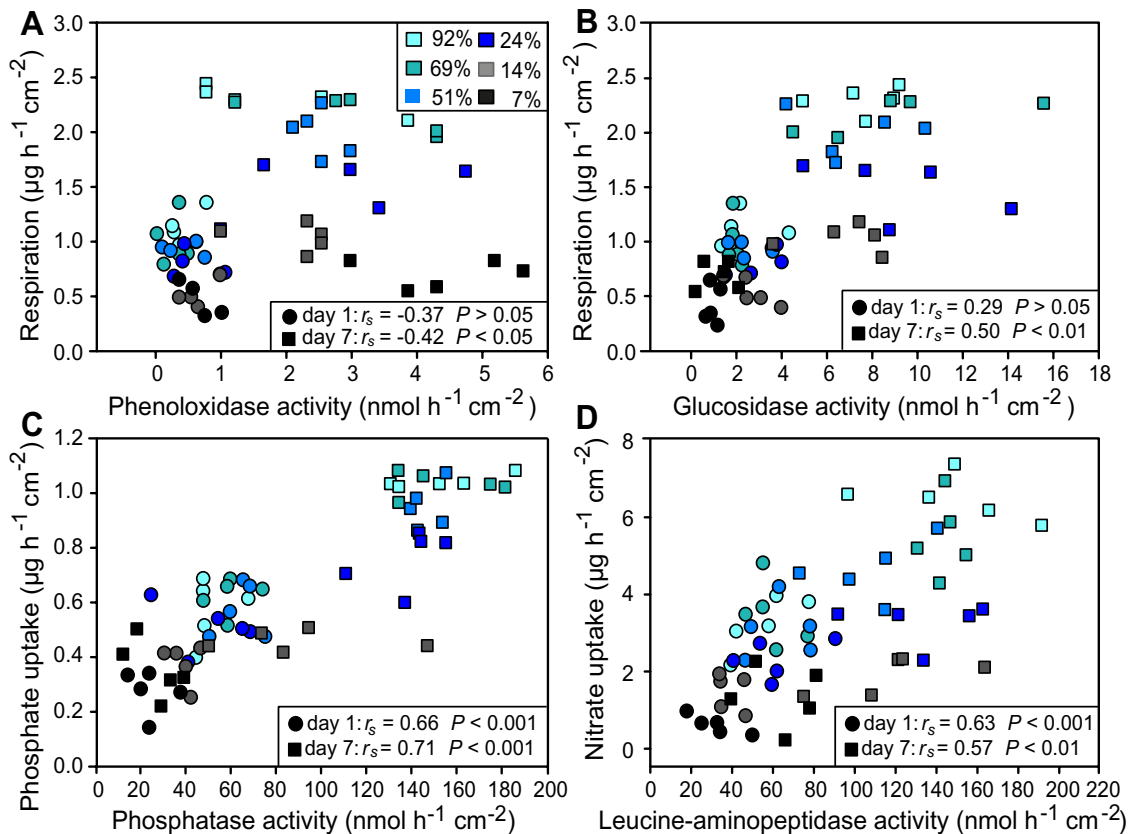 A
Respiration (µg h⁻¹ cm⁻²)
3.0
2.5
2.0
1.5
1.0
0.5
0.0
92% 24%
69% 14%
51% 7%
day 1: rₛ = -0.37 P > 0.05
day 7: rₛ = -0.42 P < 0.05
0 1 2 3 4 5 6
Phenoloxidase activity (nmol h⁻¹ cm⁻²)
B
Respiration (µg h⁻¹ cm⁻²)
3.0
2.5
2.0
1.5
1.0
0.5
0.0
day 1: rₛ = 0.29 P > 0.05
day 7: rₛ = 0.50 P < 0.01
0 2 4 6 8 10 12 14 16 18
Glucosidase activity (nmol h⁻¹ cm⁻²)
C
Phosphate uptake (µg h⁻¹ cm⁻²)
1.2
1.0
0.8
0.6
0.4
0.2
0.0
day 1: rₛ = 0.66 P < 0.001
day 7: rₛ = 0.71 P < 0.001
0 20 40 60 80 100 120 140 160 180 200
Phosphatase activity (nmol h⁻¹ cm⁻²)
D
Nitrate uptake (µg h⁻¹ cm⁻²)
8
6
4
2
0
day 1: rₛ = 0.63 P < 0.001
day 7: rₛ = 0.57 P < 0.01
0 20 40 60 80 100 120 140 160 180 200 220
Leucine-aminopeptidase activity (nmol h⁻¹ cm⁻²)